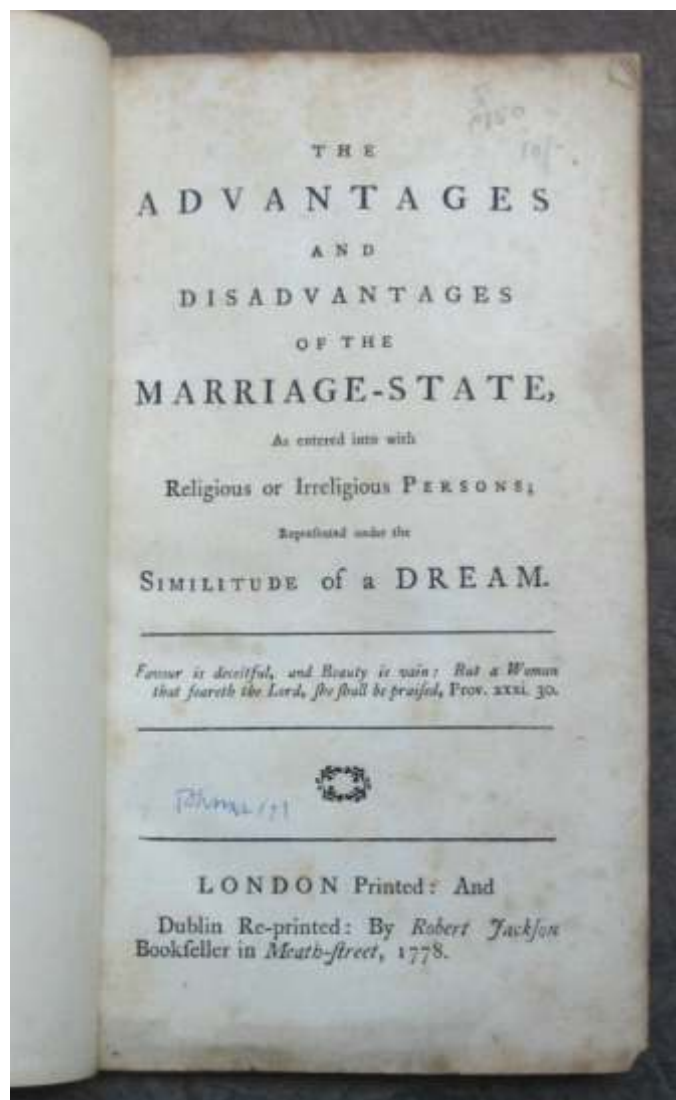 THE
ADVANTAGES
AND
DISADVANTAGES
OF THE
MARRIAGE-STATE,
As entered into with
Religious or Irreligious PERSONS;
Repreſented under the
SIMILITUDE of a DREAM.
Favour is deceitful, and Beauty is vain: But a Woman
that feareth the Lord, ſhe ſhall be praiſed, Prov. xxxi. 30.
LONDON Printed: And
Dublin Re-printed: By Robert Jackſon
Bookſeller in Meath-ſtreet, 1778.